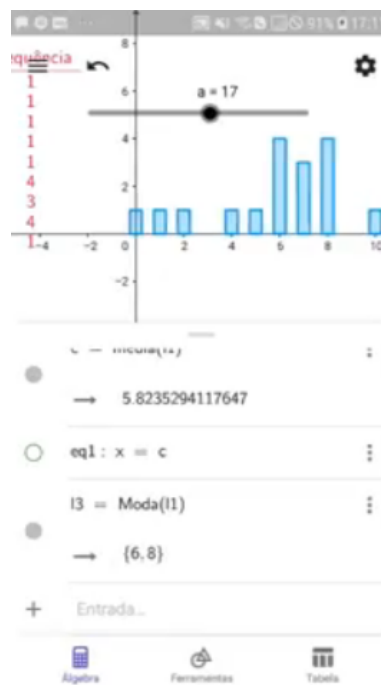 91% 17:1
equência
1
1
1
1
1
4
3
4
1
a = 17
8
6
4
2
-2
-4 -2 0 2 4 6 8 10
c = média(l1)
→ 5.8235294117647
eq1 : x = c
l3 = Moda(l1)
→ {6, 8}
+ Entrada...
Álgebra Ferramentas Tabela